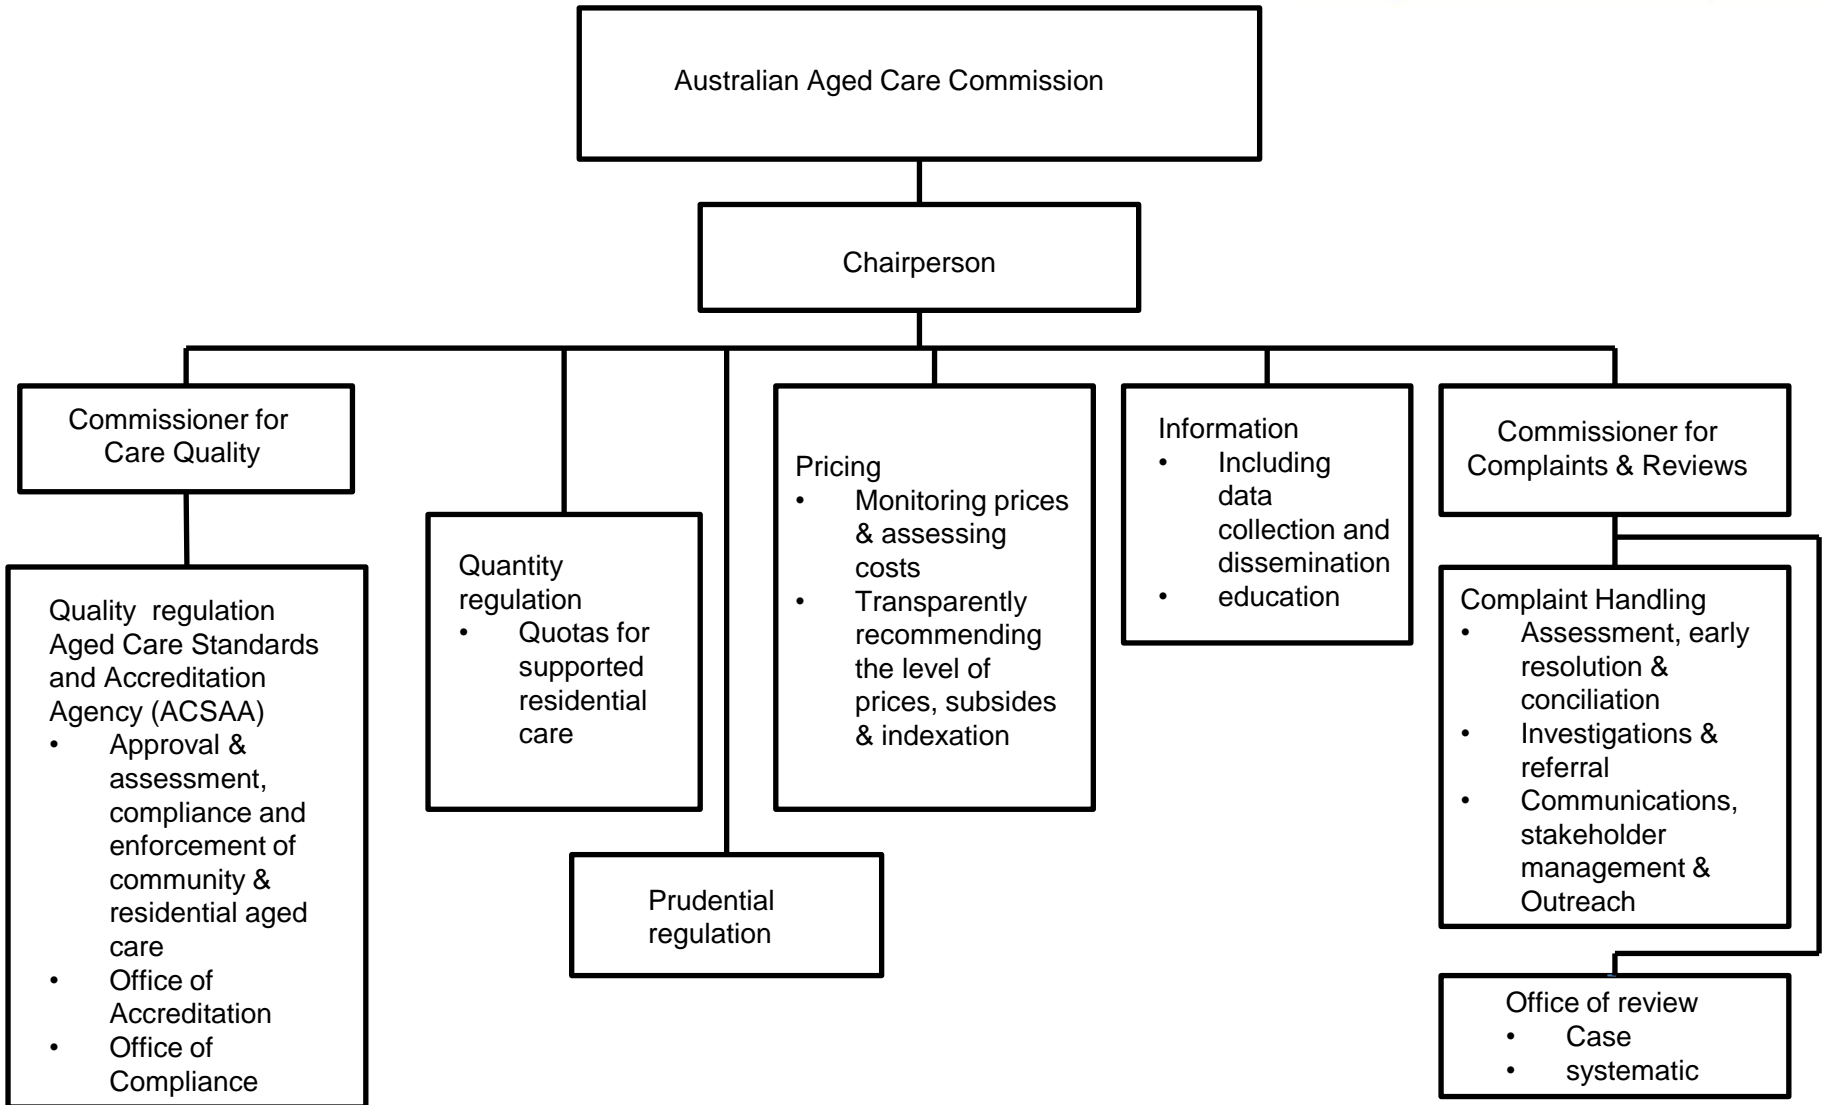 Australian Aged Care Commission
Chairperson
Commissioner for
Care Quality
Quality regulation
Aged Care Standards
and Accreditation
Agency (ACSAA)
• Approval &
assessment,
compliance and
enforcement of
community &
residential aged
care
• Office of
Accreditation
• Office of
Compliance
Quantity
regulation
• Quotas for
supported
residential
care
Prudential
regulation
Pricing
• Monitoring prices
& assessing
costs
• Transparently
recommending
the level of
prices, subsides
& indexation
Information
• Including
data
collection and
dissemination
• education
Commissioner for
Complaints & Reviews
Complaint Handling
• Assessment, early
resolution &
conciliation
• Investigations &
referral
• Communications,
stakeholder
management &
Outreach
Office of review
• Case
• systematic